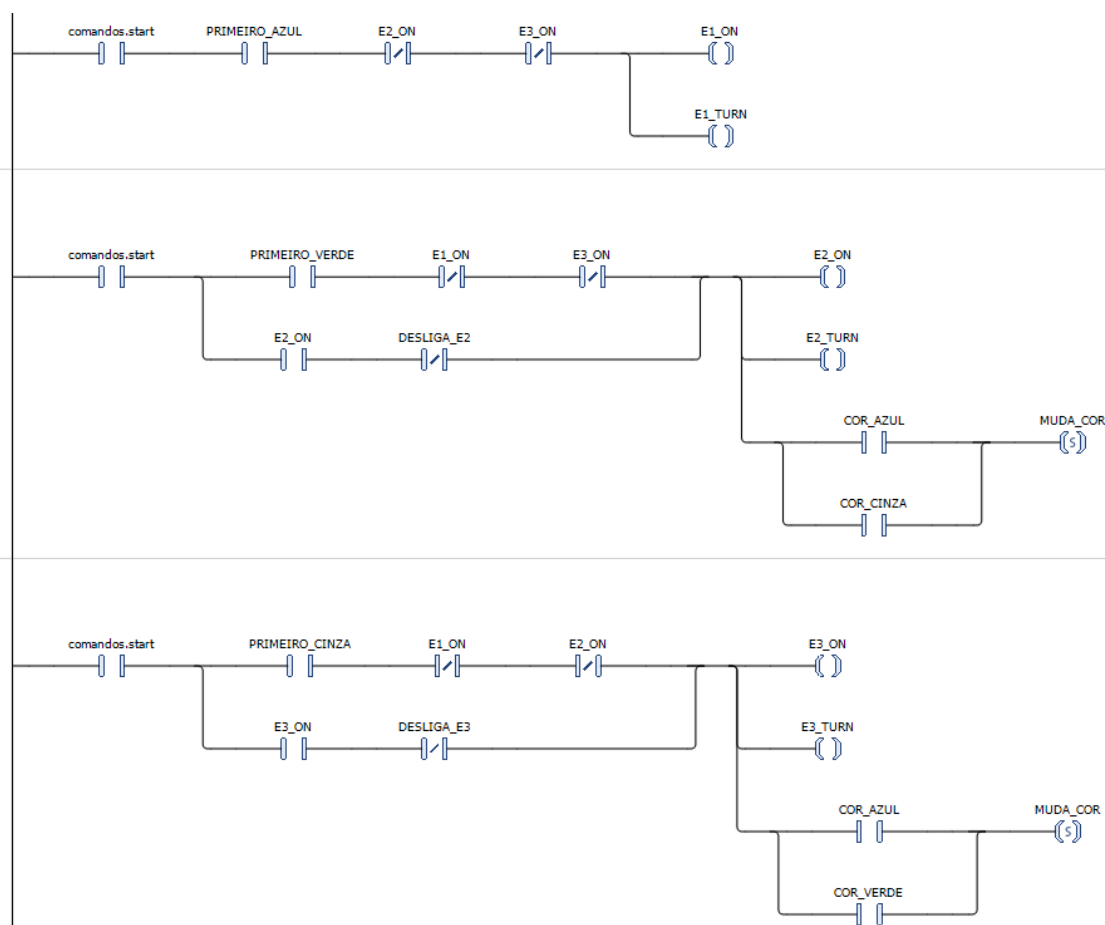 comandos.start PRIMEIRO_AZUL E2_ON E3_ON E1_ON
E1_TURN
comandos.start PRIMEIRO_VERDE E1_ON E3_ON E2_ON
E2_ON DESLIGA_E2 E2_TURN
COR_AZUL MUDA_COR
S
COR_CINZA
comandos.start PRIMEIRO_CINZA E1_ON E2_ON E3_ON
E3_ON DESLIGA_E3 E3_TURN
COR_AZUL MUDA_COR
S
COR_VERDE